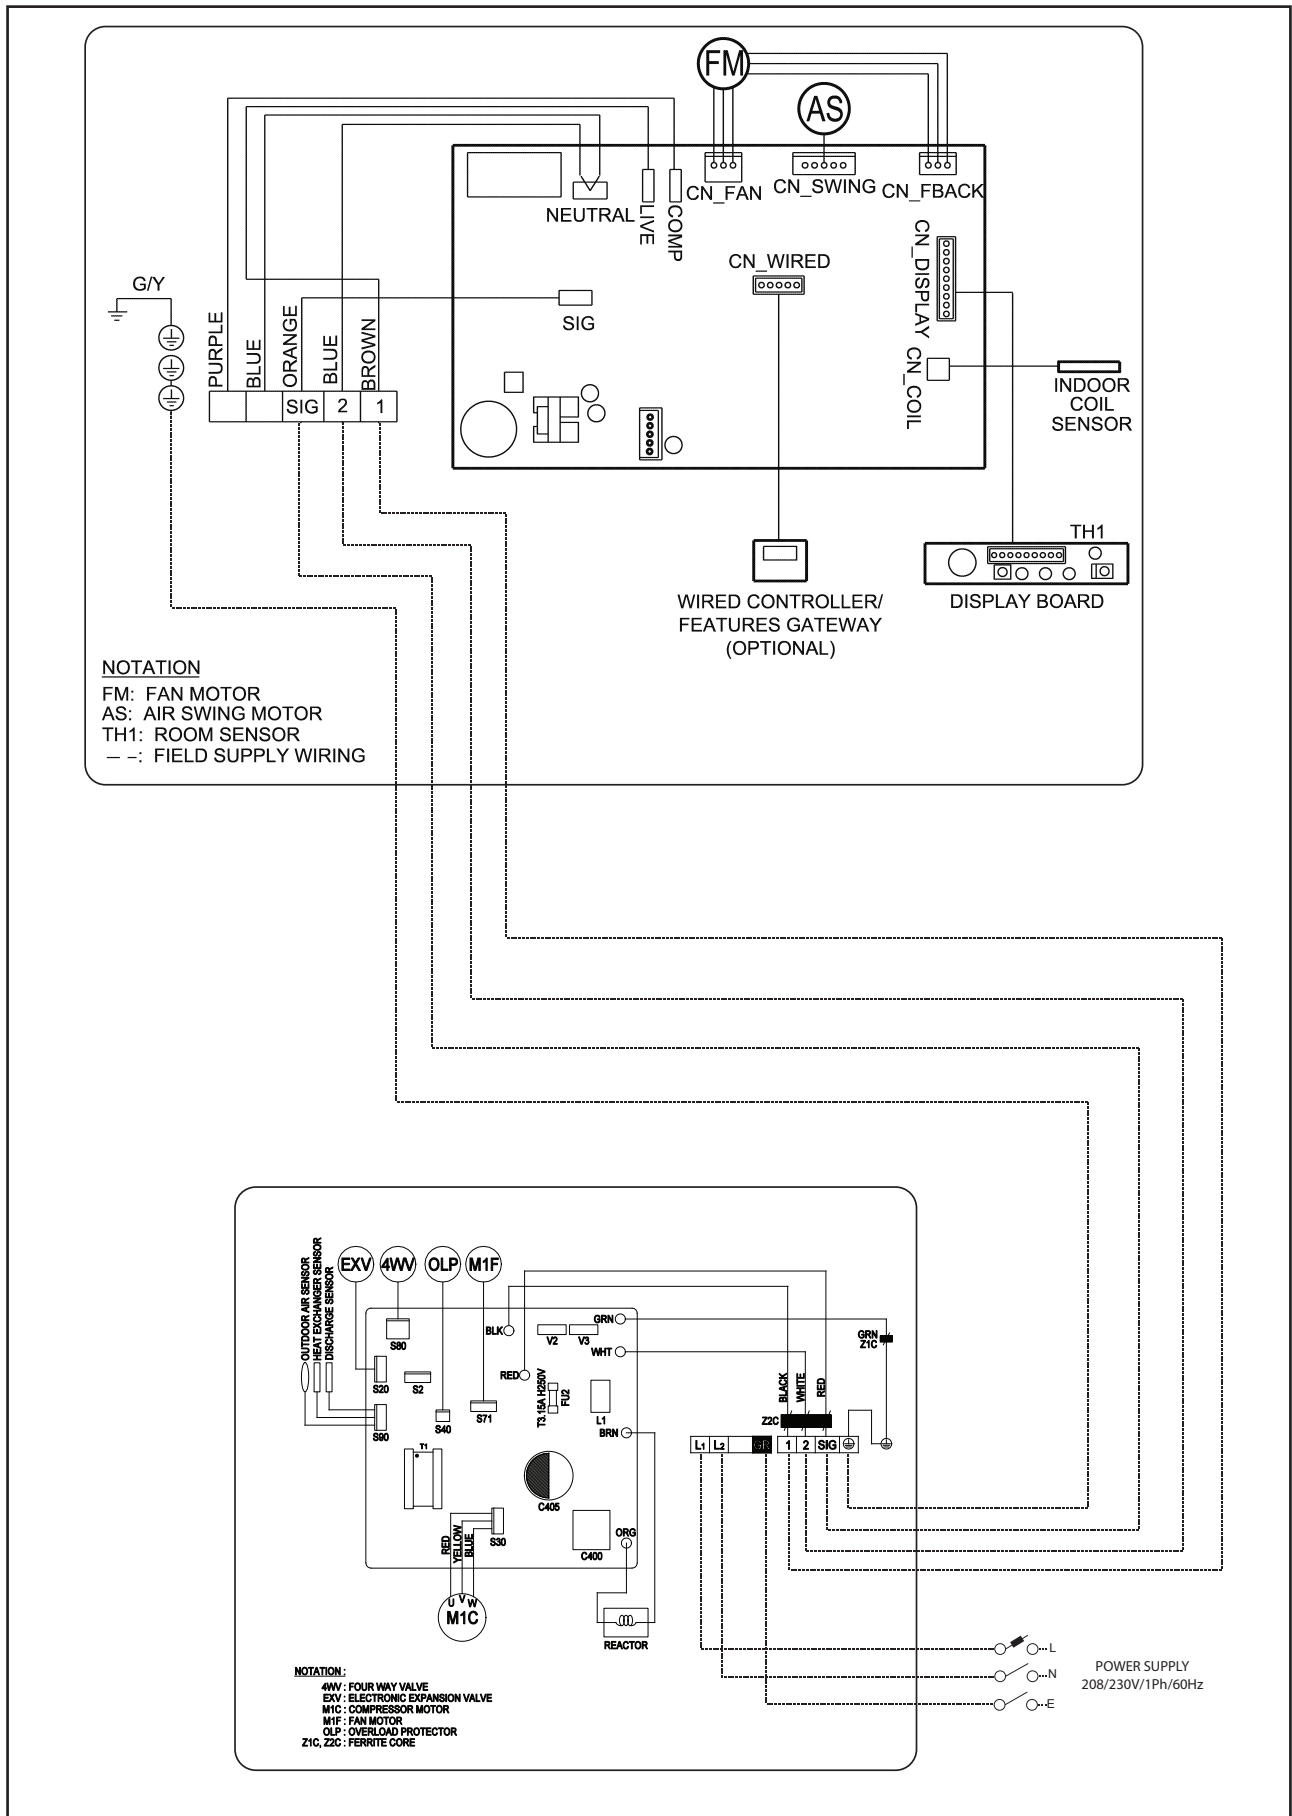 FM
AS
CN_FAN
CN_SWING
CN_FBACK
NEUTRAL
LIVE
COMP
CN_WIRED
CN_DISPLAY
G/Y
SIG
PURPLE
BLUE
ORANGE
BLUE
BROWN
SIG 2 1
CN_COIL
INDOOR
COIL
SENSOR
TH1
DISPLAY BOARD
WIRED CONTROLLER/
FEATURES GATEWAY
(OPTIONAL)
NOTATION
FM: FAN MOTOR
AS: AIR SWING MOTOR
TH1: ROOM SENSOR
– –: FIELD SUPPLY WIRING
OUTDOOR AIR SENSOR
HEAT EXCHANGER SENSOR
DISCHARGE SENSOR
EXV 4WV OLP M1F
S80
BLK
V2 V3
GRN
WHT
GRN
Z1C
RED
S20
S2
S40
S71
T3.15A H250V
FU2
L1
BRN
S90
T1
C405
BLACK
WHITE
RED
Z2C
L1 L2 GR 1 2 SIG
S30
RED
YELLOW
BLUE
C400
ORG
U V W
M1C
REACTOR
L
N
E
POWER SUPPLY
208/230V/1Ph/60Hz
NOTATION :
4WV : FOUR WAY VALVE
EXV : ELECTRONIC EXPANSION VALVE
M1C : COMPRESSOR MOTOR
M1F : FAN MOTOR
OLP : OVERLOAD PROTECTOR
Z1C, Z2C : FERRITE CORE